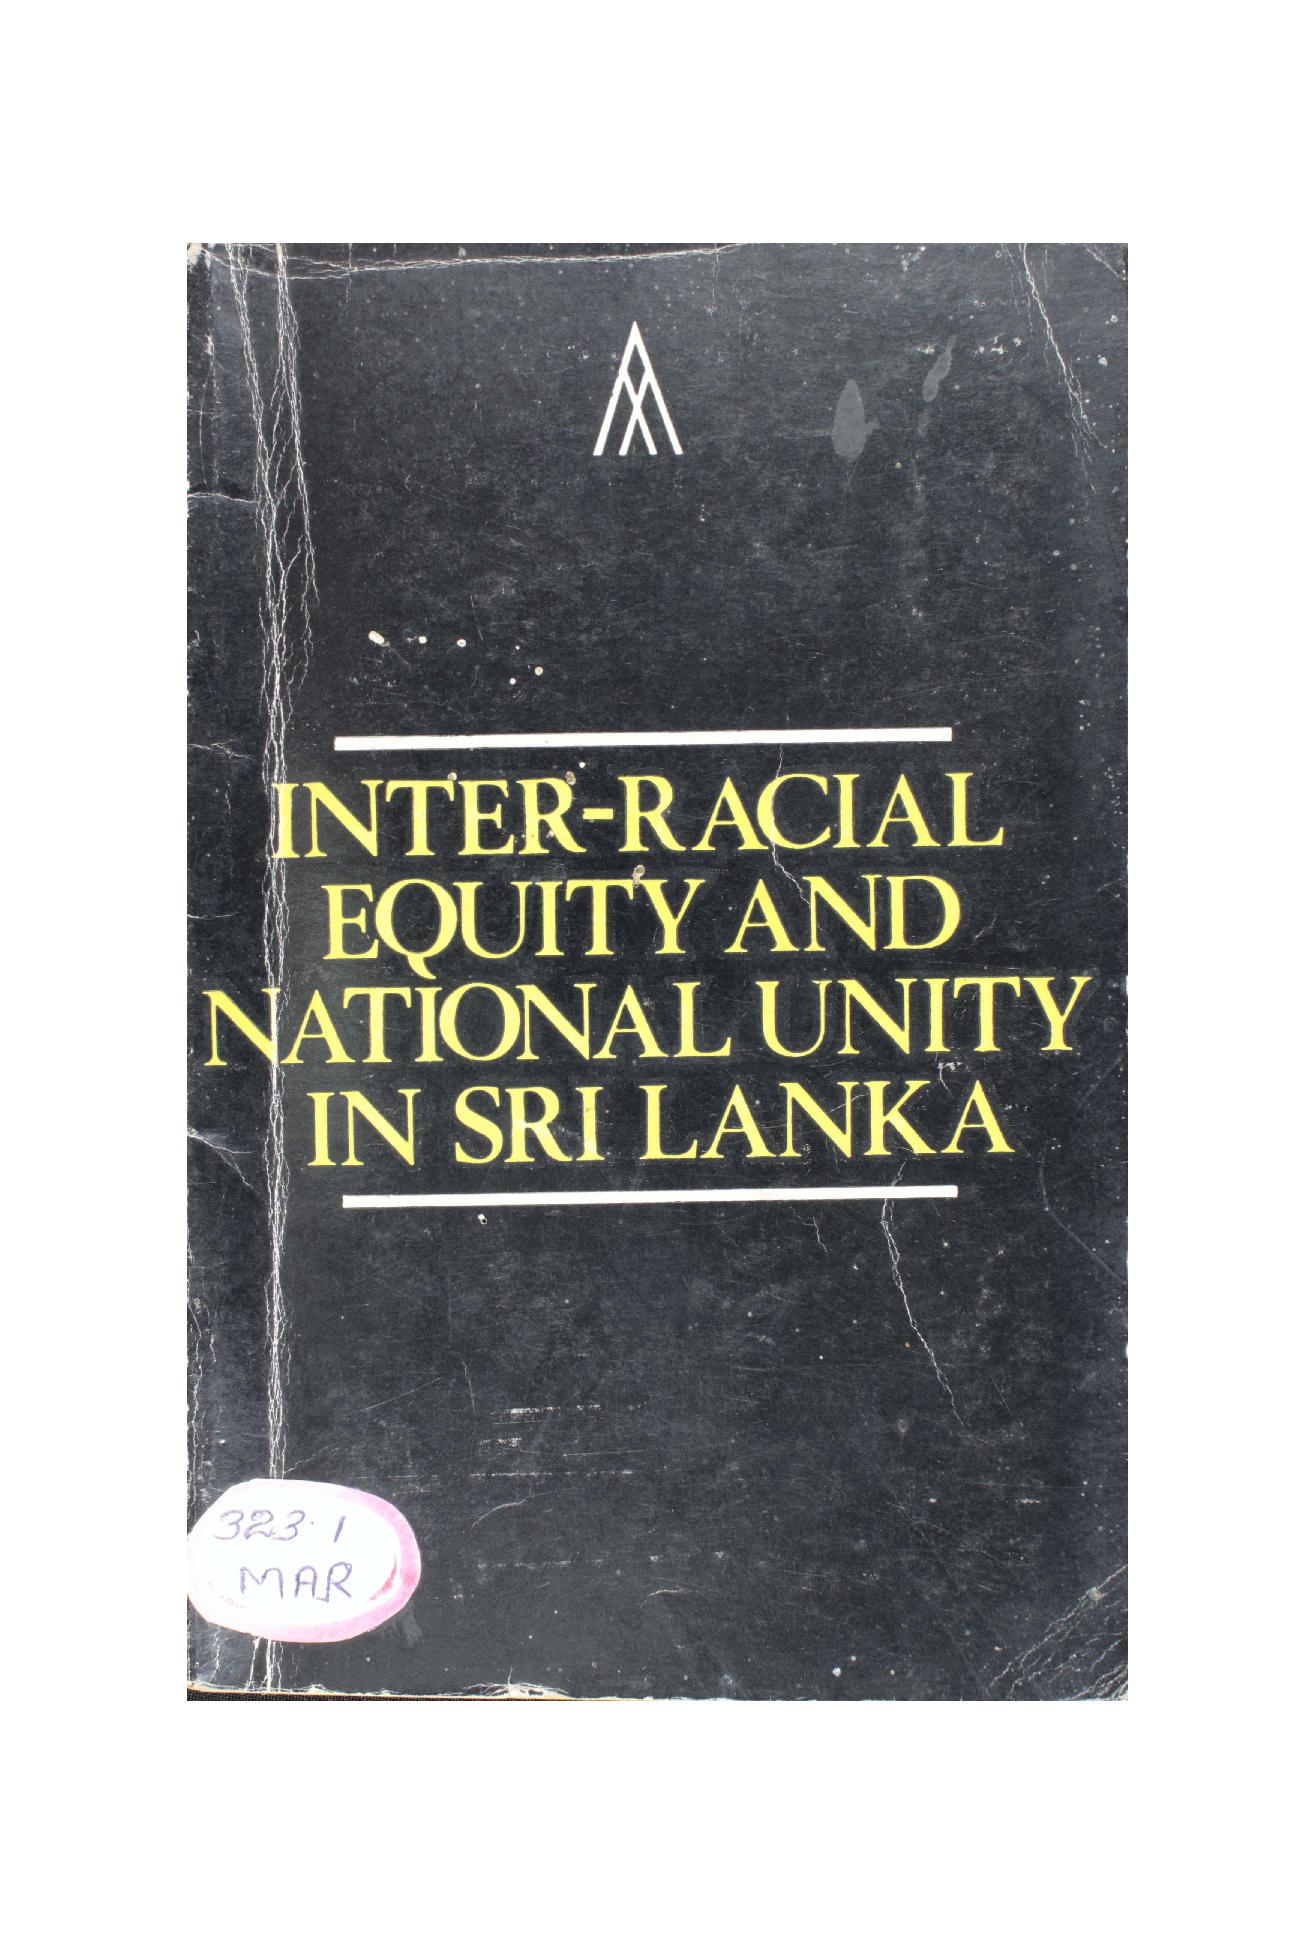 INTER-RACIAL
EQUITY AND
NATIONAL UNITY
IN SRI LANKA
323.1
MAR